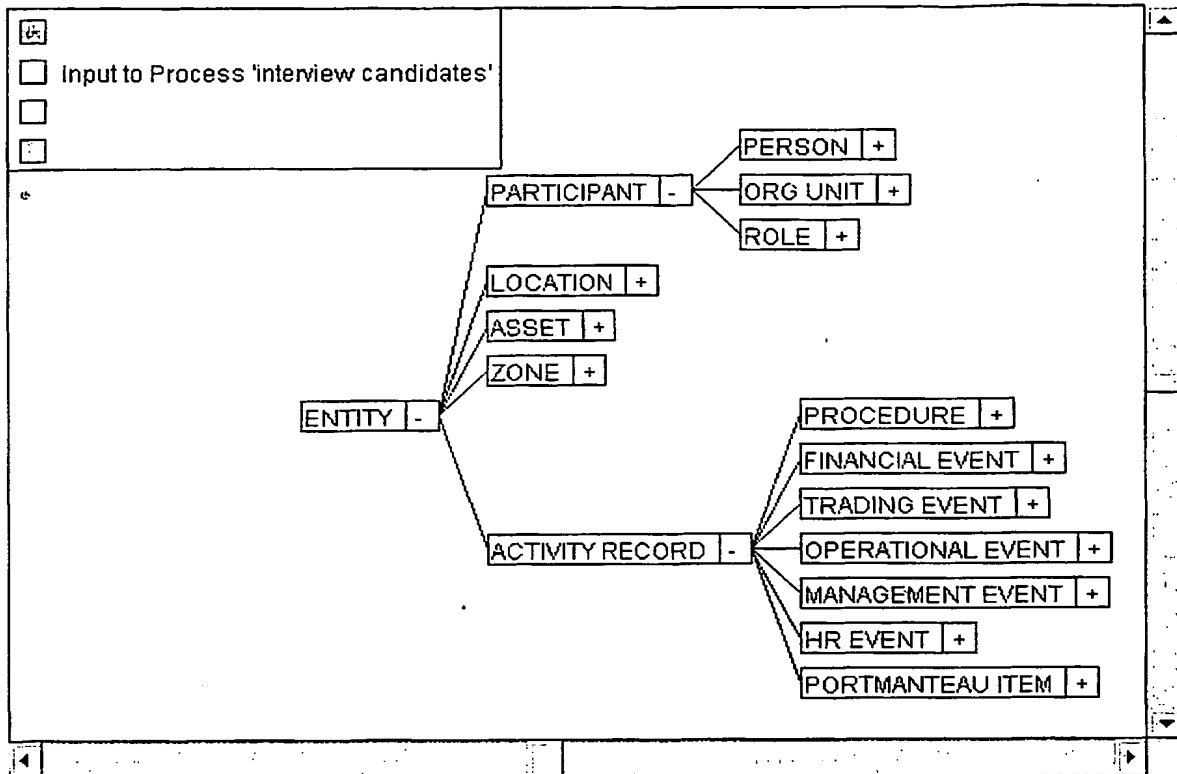 Input to Process 'interview candidates'
PERSON +
PARTICIPANT -
ORG UNIT +
ROLE +
LOCATION +
ASSET +
ZONE +
ENTITY -
PROCEDURE +
FINANCIAL EVENT +
TRADING EVENT +
ACTIVITY RECORD -
OPERATIONAL EVENT +
MANAGEMENT EVENT +
HR EVENT +
PORTMANTEAU ITEM +